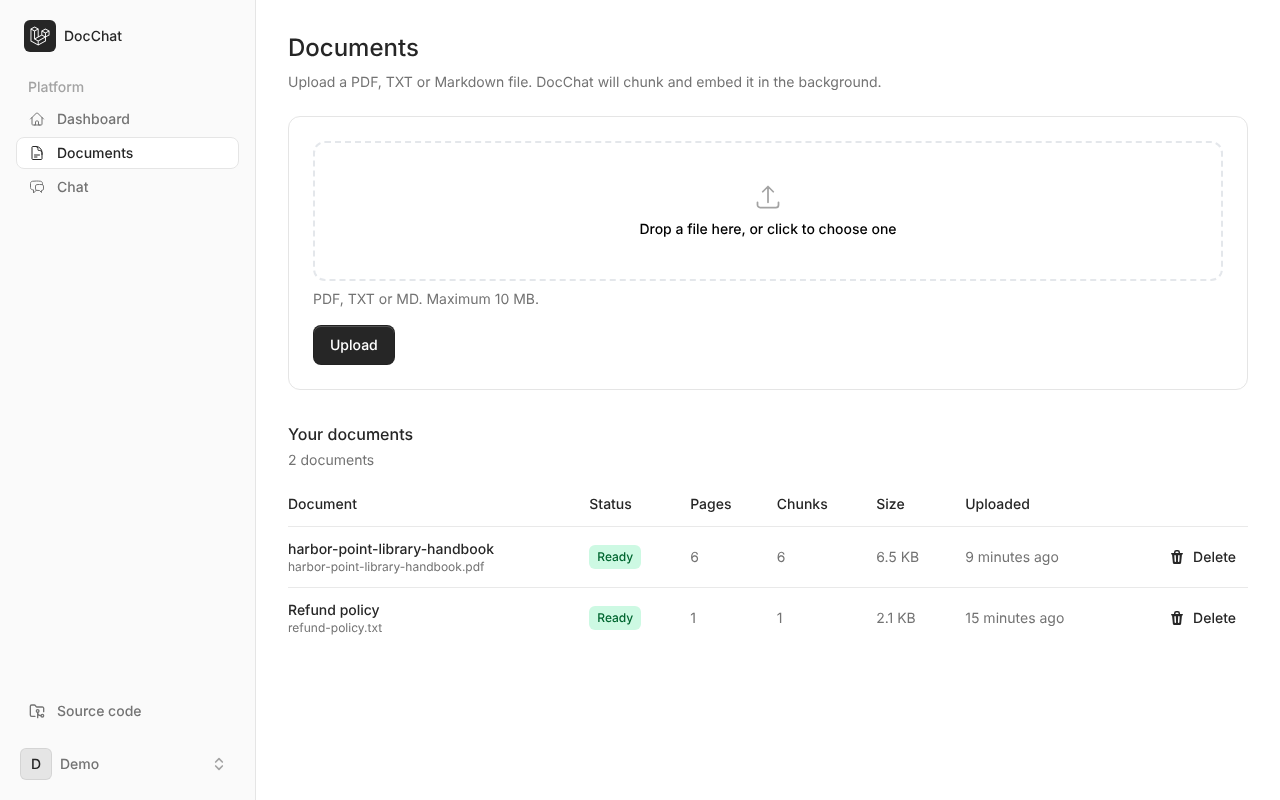 DocChat
Platform
Dashboard
Documents
Chat
Source code
D
Demo
Documents
Upload a PDF, TXT or Markdown file. DocChat will chunk and embed it in the background.
Drop a file here, or click to choose one
PDF, TXT or MD. Maximum 10 MB.
Upload
Your documents
2 documents
Document Status Pages Chunks Size Uploaded
harbor-point-library-handbook Ready 6 6 6.5 KB 9 minutes ago Delete
harbor-point-library-handbook.pdf
Refund policy Ready 1 1 2.1 KB 15 minutes ago Delete
refund-policy.txt